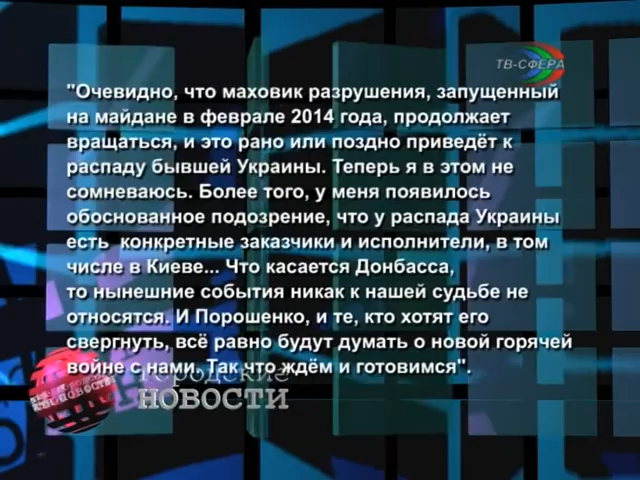 ТВ-СФЕРА
"Очевидно, что маховик разрушения, запущенный
на майдане в феврале 2014 года, продолжает
вращаться, и это рано или поздно приведёт к
распаду бывшей Украины. Теперь я в этом не
сомневаюсь. Более того, у меня появилось
обоснованное подозрение, что у распада Украины
есть конкретные заказчики и исполнители, в том
числе в Киеве... Что касается Донбасса,
то нынешние события никак к нашей судьбе не
относятся. И Порошенко, и те, кто хотят его
свергнуть, всё равно будут думать о новой горячей
войне с нами. Так что ждём и готовимся".
Городские
НОВОСТИ